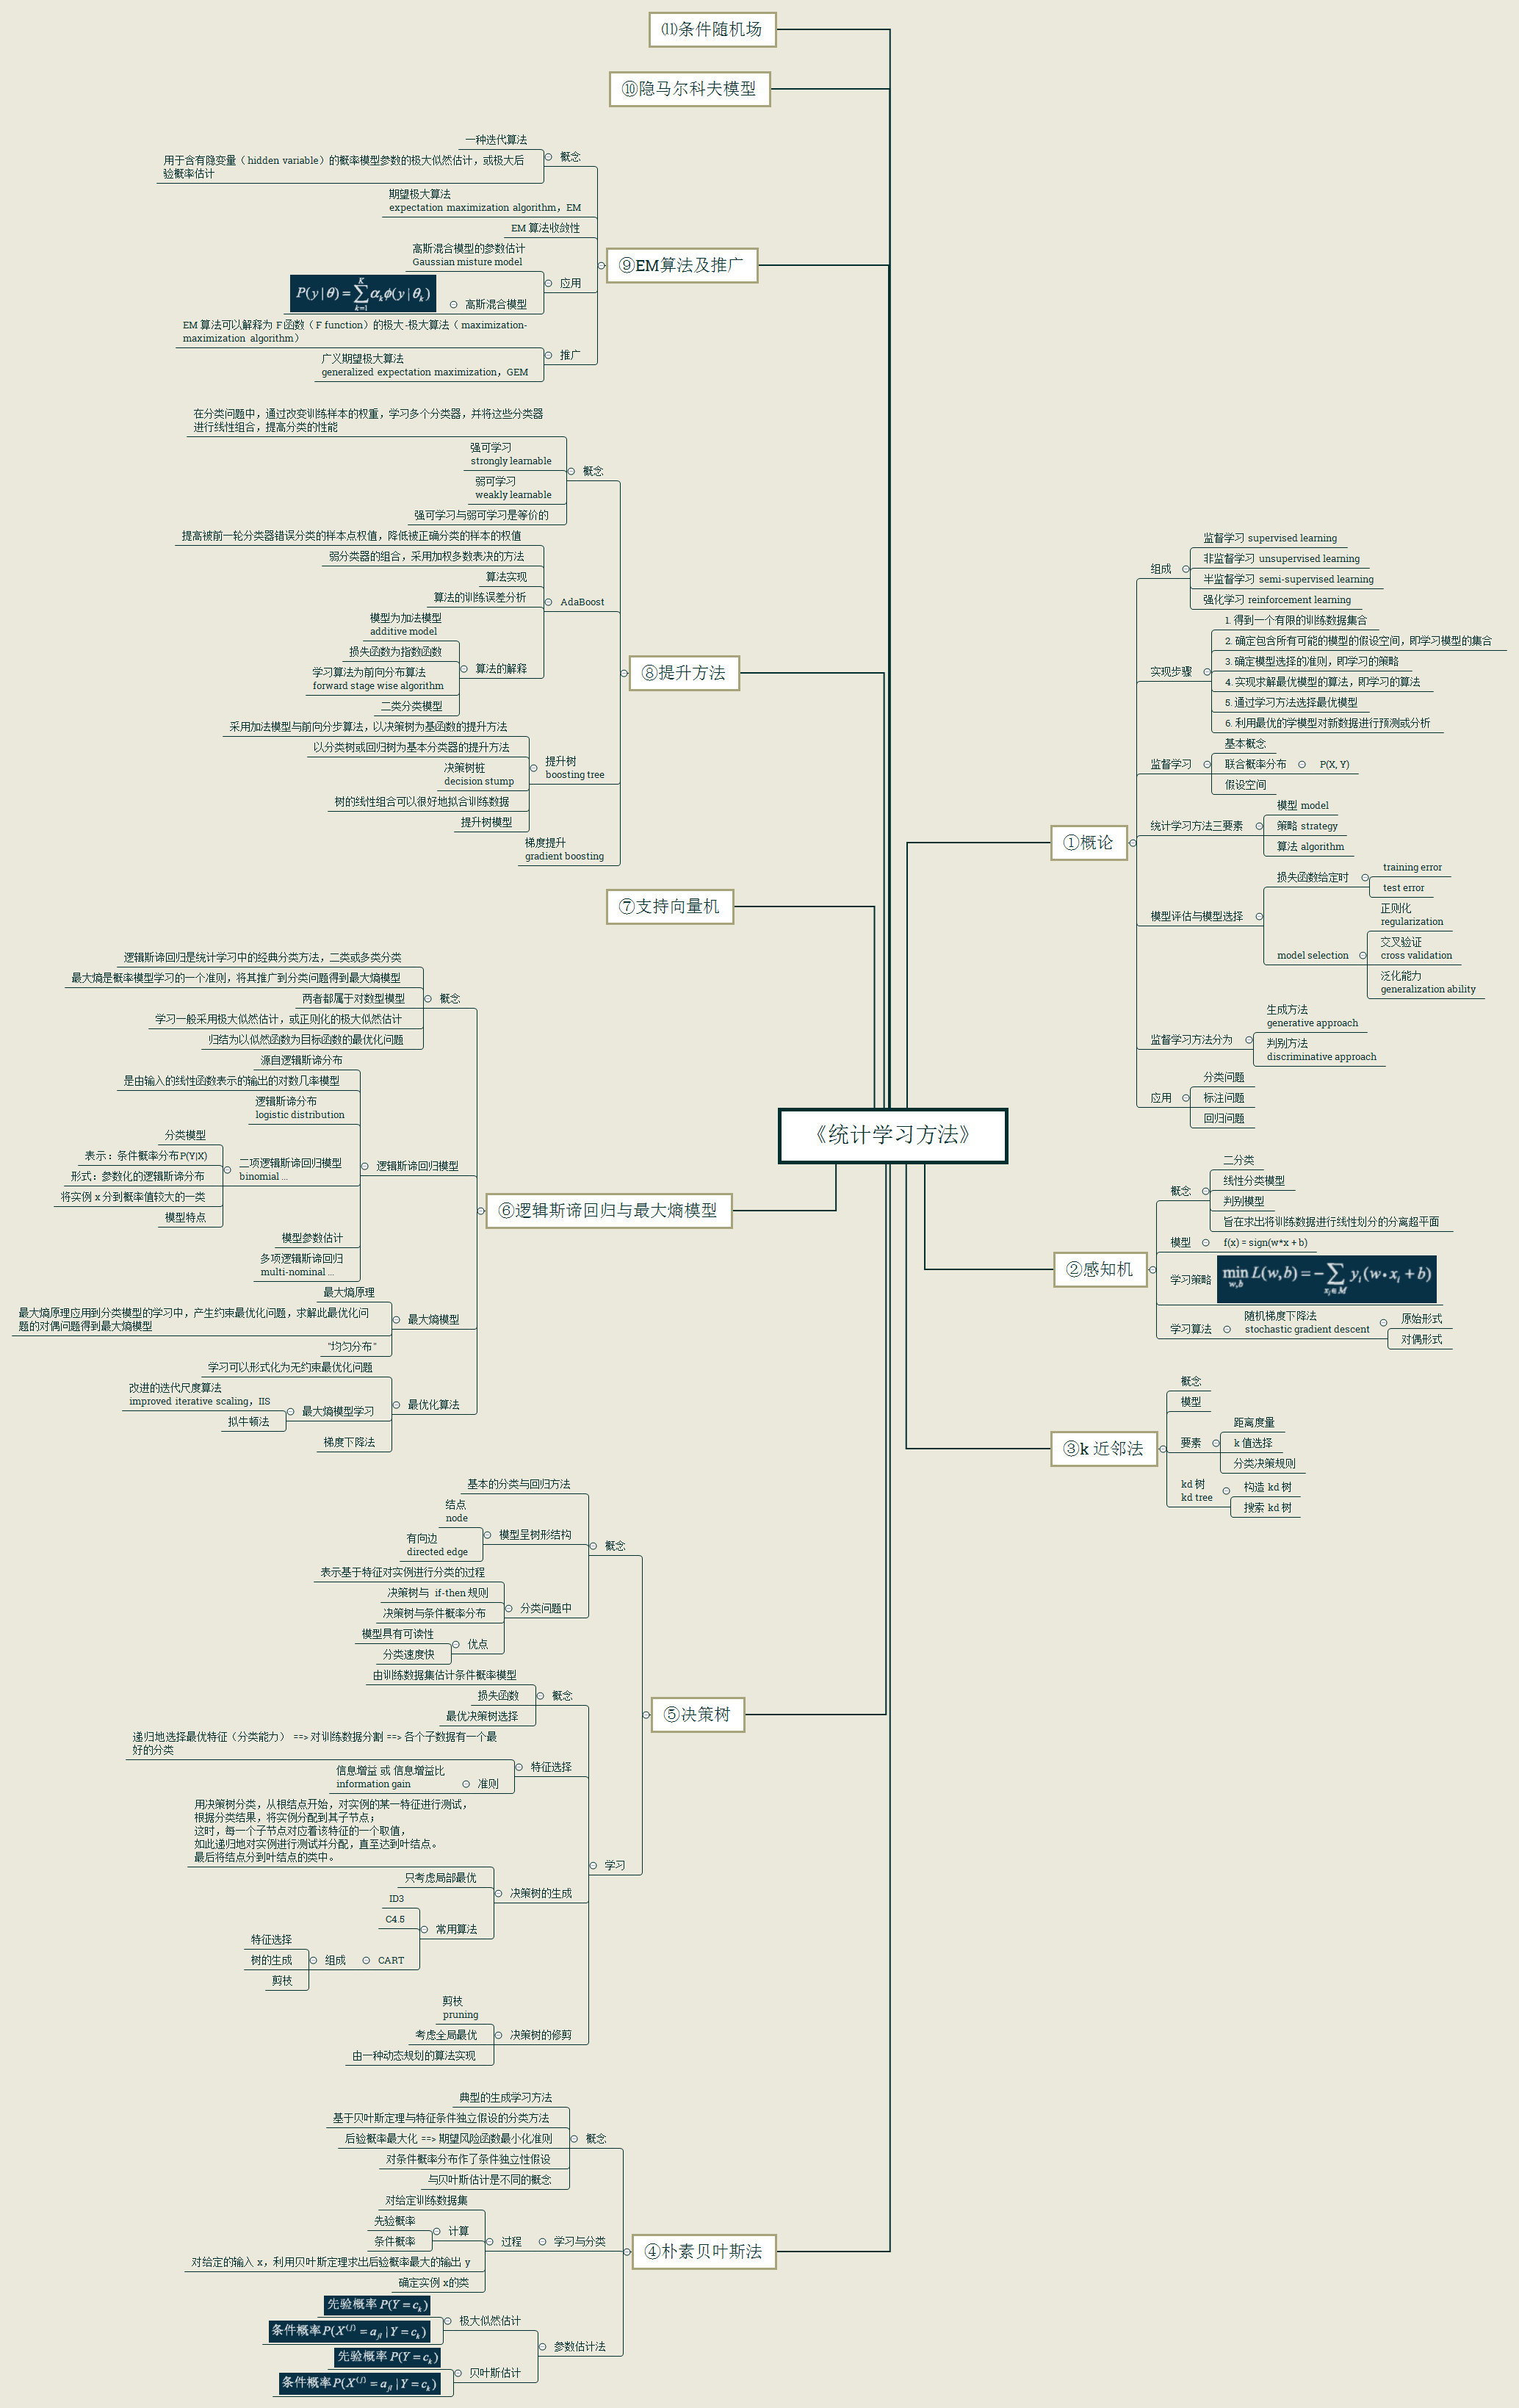 《统计学习方法》
①概论
组成
监督学习 supervised learning
非监督学习 unsupervised learning
半监督学习 semi-supervised learning
强化学习 reinforcement learning
实现步骤
1. 得到一个有限的训练数据集合
2. 确定包含所有可能的模型的假设空间，即学习模型的集合
3. 确定模型选择的准则，即学习的策略
4. 实现求解最优模型的算法，即学习的算法
5. 通过学习方法选择最优模型
6. 利用最优的学模型对新数据进行预测或分析
监督学习
基本概念
联合概率分布
P(X, Y)
假设空间
统计学习方法三要素
模型 model
策略 strategy
算法 algorithm
模型评估与模型选择
损失函数给定时
training error
test error
model selection
正则化
regularization
交叉验证
cross validation
泛化能力
generalization ability
监督学习方法分为
生成方法
generative approach
判别方法
discriminative approach
应用
分类问题
标注问题
回归问题
②感知机
概念
二分类
线性分类模型
判别模型
旨在求出将训练数据进行线性划分的分离超平面
模型
f(x) = sign(w*x + b)
学习策略
min_{w,b} L(w,b) = −∑_{x_i∈M} y_i(w•x_i + b)
学习算法
随机梯度下降法
stochastic gradient descent
原始形式
对偶形式
③k 近邻法
概念
模型
要素
距离度量
k 值选择
分类决策规则
kd 树
kd tree
构造 kd 树
搜索 kd 树
④朴素贝叶斯法
概念
典型的生成学习方法
基于贝叶斯定理与特征条件独立假设的分类方法
后验概率最大化 ==> 期望风险函数最小化准则
对条件概率分布作了条件独立性假设
与贝叶斯估计是不同的概念
学习与分类
过程
对给定训练数据集
计算
先验概率
条件概率
对给定的输入 x，利用贝叶斯定理求出后验概率最大的输出 y
确定实例 x的类
参数估计法
极大似然估计
先验概率 P(Y = c_k)
条件概率 P(X^{(j)} = a_{jl} | Y = c_k)
贝叶斯估计
先验概率 P(Y = c_k)
条件概率 P(X^{(j)} = a_{jl} | Y = c_k)
⑤决策树
概念
基本的分类与回归方法
模型呈树形结构
结点
node
有向边
directed edge
分类问题中
表示基于特征对实例进行分类的过程
决策树与 if-then 规则
决策树与条件概率分布
优点
模型具有可读性
分类速度快
学习
概念
由训练数据集估计条件概率模型
损失函数
最优决策树选择
特征选择
递归地选择最优特征（分类能力） ==> 对训练数据分割 ==> 各个子数据有一个最
好的分类
准则
信息增益 或 信息增益比
information gain
决策树的生成
用决策树分类，从根结点开始，对实例的某一特征进行测试，
根据分类结果，将实例分配到其子节点；
这时，每一个子节点对应着该特征的一个取值，
如此递归地对实例进行测试并分配，直至达到叶结点。
最后将结点分到叶结点的类中。
只考虑局部最优
常用算法
ID3
C4.5
CART
组成
特征选择
树的生成
剪枝
决策树的修剪
剪枝
pruning
考虑全局最优
由一种动态规划的算法实现
⑥逻辑斯谛回归与最大熵模型
概念
逻辑斯谛回归是统计学习中的经典分类方法，二类或多类分类
最大熵是概率模型学习的一个准则，将其推广到分类问题得到最大熵模型
两者都属于对数型模型
学习一般采用极大似然估计，或正则化的极大似然估计
归结为以似然函数为目标函数的最优化问题
逻辑斯谛回归模型
源自逻辑斯谛分布
是由输入的线性函数表示的输出的对数几率模型
逻辑斯谛分布
logistic distribution
二项逻辑斯谛回归模型
binomial ...
分类模型
表示：条件概率分布P(Y|X)
形式：参数化的逻辑斯谛分布
将实例 x 分到概率值较大的一类
模型特点
模型参数估计
多项逻辑斯谛回归
multi-nominal ...
最大熵模型
最大熵原理
最大熵原理应用到分类模型的学习中，产生约束最优化问题，求解此最优化问
题的对偶问题得到最大熵模型
"均匀分布"
最优化算法
学习可以形式化为无约束最优化问题
最大熵模型学习
改进的迭代尺度算法
improved iterative scaling，IIS
拟牛顿法
梯度下降法
⑦支持向量机
⑧提升方法
概念
在分类问题中，通过改变训练样本的权重，学习多个分类器，并将这些分类器
进行线性组合，提高分类的性能
强可学习
strongly learnable
弱可学习
weakly learnable
强可学习与弱可学习是等价的
AdaBoost
提高被前一轮分类器错误分类的样本点权值，降低被正确分类的样本的权值
弱分类器的组合，采用加权多数表决的方法
算法实现
算法的训练误差分析
算法的解释
模型为加法模型
additive model
损失函数为指数函数
学习算法为前向分布算法
forward stage wise algorithm
二类分类模型
提升树
boosting tree
采用加法模型与前向分步算法，以决策树为基函数的提升方法
以分类树或回归树为基本分类器的提升方法
决策树桩
decision stump
树的线性组合可以很好地拟合训练数据
提升树模型
梯度提升
gradient boosting
⑨EM算法及推广
概念
一种迭代算法
用于含有隐变量（ hidden variable）的概率模型参数的极大似然估计，或极大后
验概率估计
期望极大算法
expectation maximization algorithm，EM
EM 算法收敛性
应用
高斯混合模型的参数估计
Gaussian misture model
高斯混合模型
P(y | θ) = ∑_{k=1}^{K} α_k ϕ(y | θ_k)
推广
EM 算法可以解释为 F 函数（ F function）的极大-极大算法（ maximization-
maximization algorithm）
广义期望极大算法
generalized expectation maximization，GEM
⑩隐马尔科夫模型
⑾条件随机场